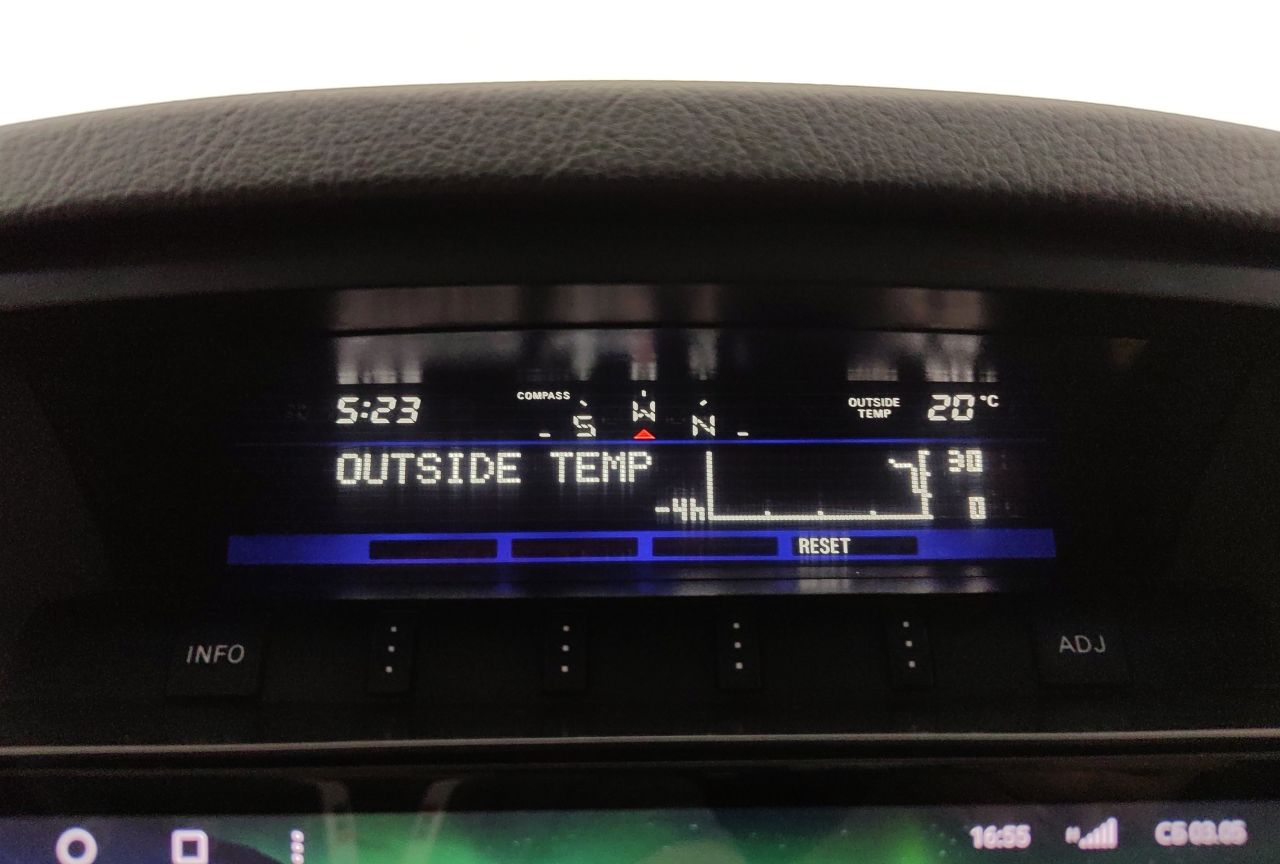 5:23
COMPASS
S W N
OUTSIDE
TEMP
20°C
OUTSIDE TEMP
-4h
30
0
RESET
INFO
ADJ
16:55
СБ 03.05